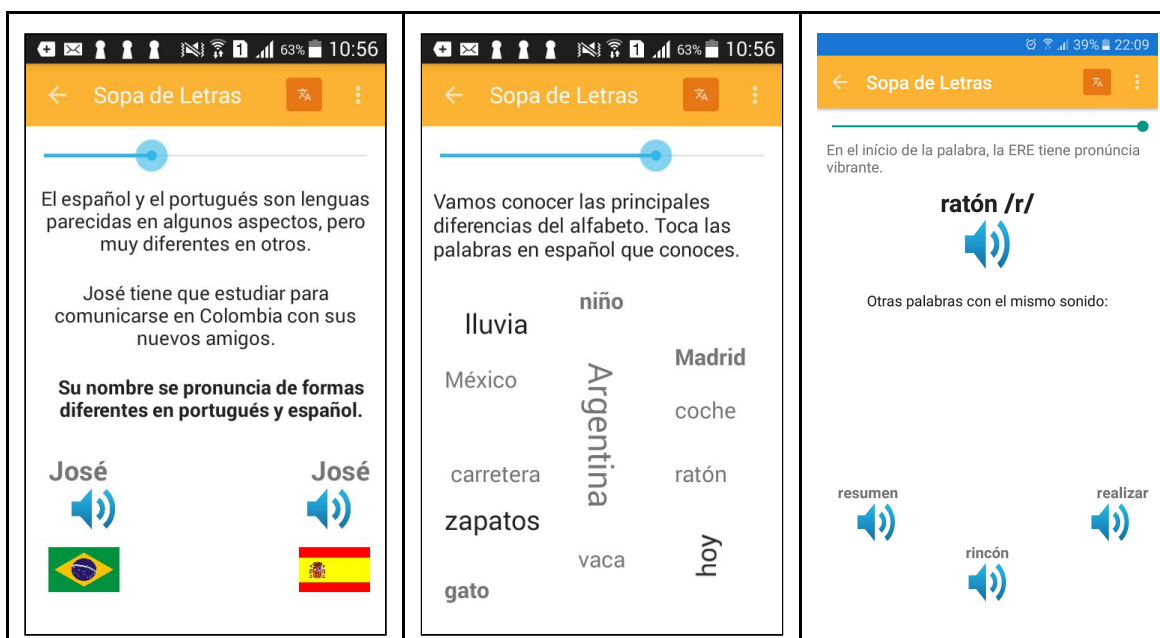 63% 10:56
Sopa de Letras
El español y el portugués son lenguas
parecidas en algunos aspectos, pero
muy diferentes en otros.
José tiene que estudiar para
comunicarse en Colombia con sus
nuevos amigos.
Su nombre se pronuncia de formas
diferentes en portugués y español.
José
José
1 63% 10:56
Sopa de Letras
Vamos conocer las principales
diferencias del alfabeto. Toca las
palabras en español que conoces.
niño
lluvia
Madrid
México
Argentina
coche
carretera
ratón
zapatos
vaca
hoy
gato
39% 22:09
Sopa de Letras
En el início de la palabra, la ERE tiene pronúncia
vibrante.
ratón /r/
Otras palabras con el mismo sonido:
resumen
realizar
rincón